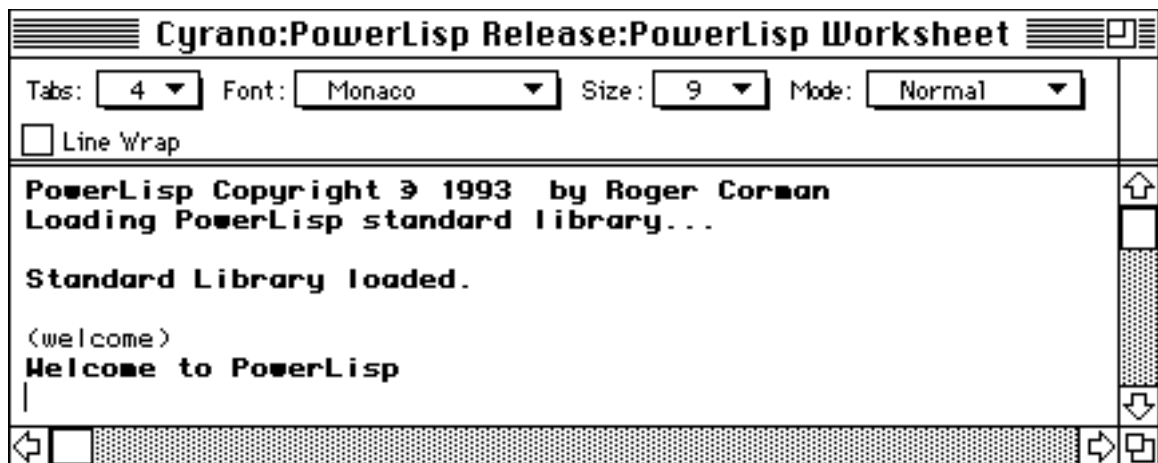 Cyrano:PowerLisp Release:PowerLisp Worksheet
Tabs: 4 Font: Monaco Size: 9 Mode: Normal
Line Wrap
PowerLisp Copyright © 1993 by Roger Corman
Loading PowerLisp standard library...
Standard Library loaded.
(welcome)
Welcome to PowerLisp